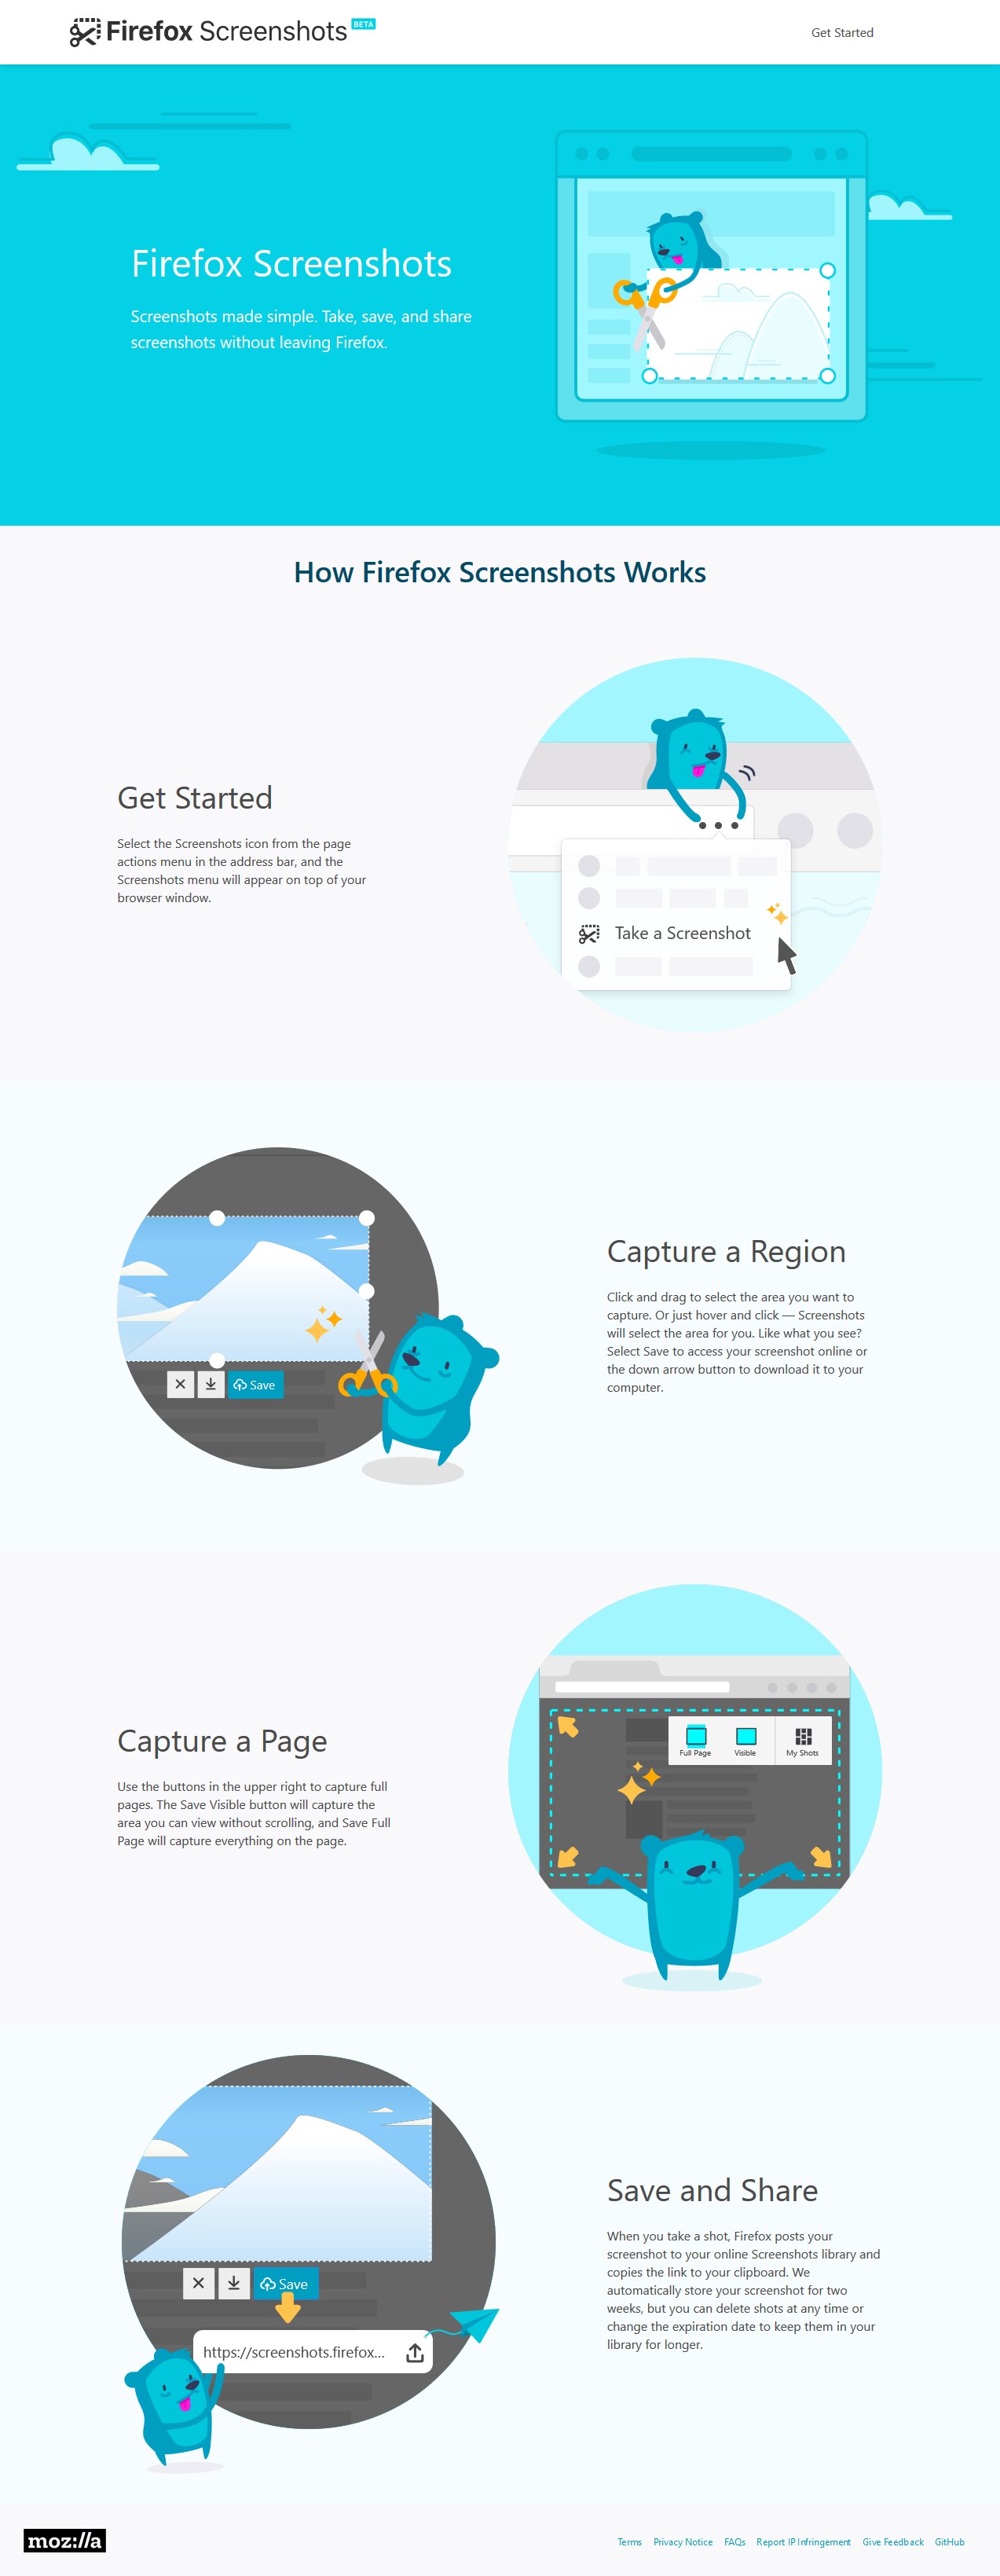 Firefox Screenshots BETA
Get Started
Firefox Screenshots
Screenshots made simple. Take, save, and share
screenshots without leaving Firefox.
How Firefox Screenshots Works
Get Started
Select the Screenshots icon from the page
actions menu in the address bar, and the
Screenshots menu will appear on top of your
browser window.
Take a Screenshot
Save
Capture a Region
Click and drag to select the area you want to
capture. Or just hover and click — Screenshots
will select the area for you. Like what you see?
Select Save to access your screenshot online or
the down arrow button to download it to your
computer.
Capture a Page
Use the buttons in the upper right to capture full
pages. The Save Visible button will capture the
area you can view without scrolling, and Save Full
Page will capture everything on the page.
Full Page Visible My Shots
Save
https://screenshots.firefox...
Save and Share
When you take a shot, Firefox posts your
screenshot to your online Screenshots library and
copies the link to your clipboard. We
automatically store your screenshot for two
weeks, but you can delete shots at any time or
change the expiration date to keep them in your
library for longer.
moz://a
Terms Privacy Notice FAQs Report IP Infringement Give Feedback GitHub